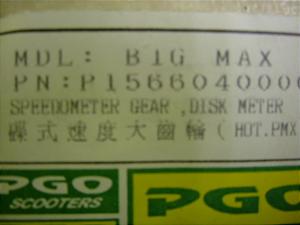 MDL: BIG MAX
PN:P1566040000
SPEEDOMETER GEAR ,DISK METER
碟式速度大齒輪(HOT.PMX
PGO PGO
SCOOTERS